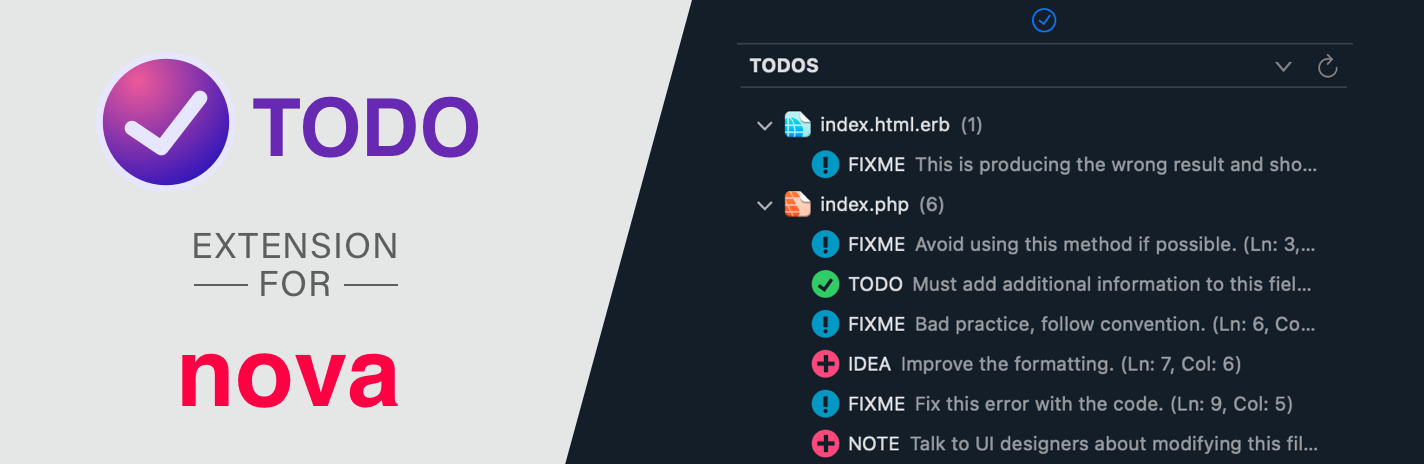 TODO
EXTENSION
FOR
nova
TODOS
index.html.erb (1)
FIXME This is producing the wrong result and sho...
index.php (6)
FIXME Avoid using this method if possible. (Ln: 3,...
TODO Must add additional information to this fiel...
FIXME Bad practice, follow convention. (Ln: 6, Co...
IDEA Improve the formatting. (Ln: 7, Col: 6)
FIXME Fix this error with the code. (Ln: 9, Col: 5)
NOTE Talk to UI designers about modifying this fil...